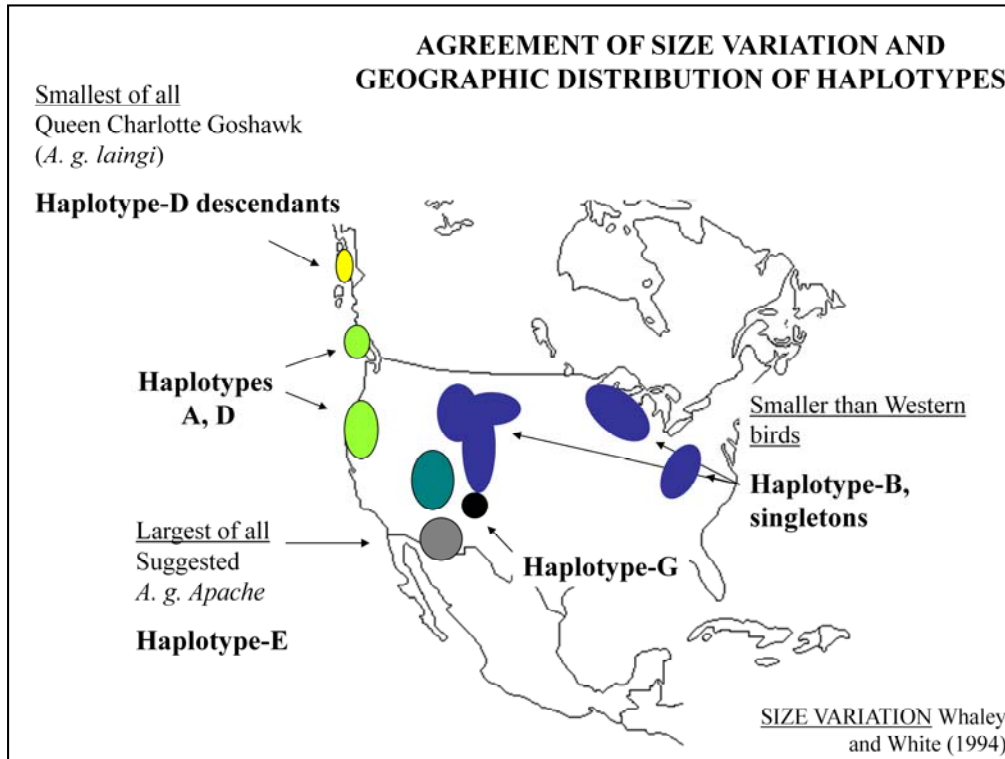 AGREEMENT OF SIZE VARIATION AND
GEOGRAPHIC DISTRIBUTION OF HAPLOTYPES
Smallest of all
Queen Charlotte Goshawk
(A. g. laingi)
Haplotype-D descendants
Haplotypes
A, D
Smaller than Western
birds
Haplotype-B,
singletons
Largest of all
Suggested
A. g. Apache
Haplotype-E
Haplotype-G
SIZE VARIATION Whaley
and White (1994)